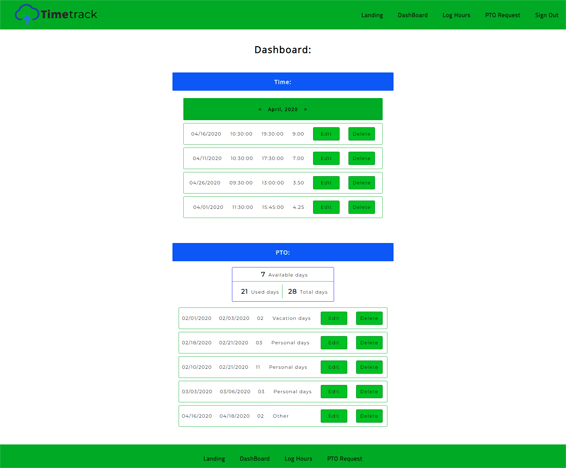 Timetrack Landing DashBoard Log Hours PTO Request Sign Out
Dashboard:
Time:
« April, 2020 »
04/16/2020 10:30:00 19:30:00 9.00 Edit Delete
04/11/2020 10:30:00 17:30:00 7.00 Edit Delete
04/26/2020 09:30:00 13:00:00 3.50 Edit Delete
04/01/2020 11:30:00 15:45:00 4.25 Edit Delete
PTO:
7 Available days
21 Used days 28 Total days
02/01/2020 02/03/2020 02 Vacation days Edit Delete
02/18/2020 02/21/2020 03 Personal days Edit Delete
02/10/2020 02/21/2020 11 Personal days Edit Delete
03/03/2020 03/06/2020 03 Personal days Edit Delete
04/16/2020 04/18/2020 02 Other Edit Delete
Landing DashBoard Log Hours PTO Request